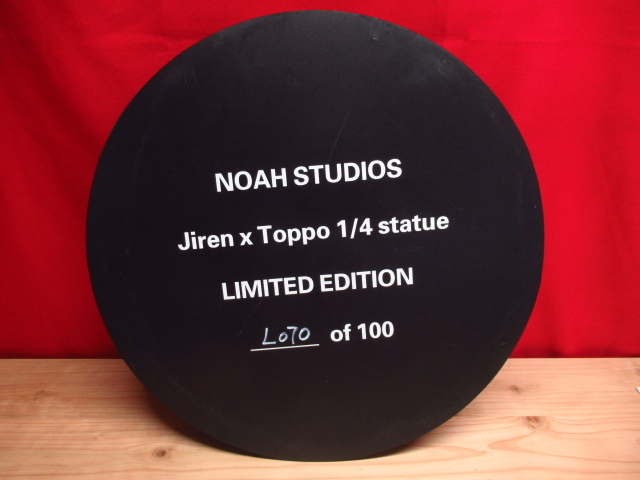 NOAH STUDIOS
Jiren x Toppo 1/4 statue
LIMITED EDITION
L070 of 100